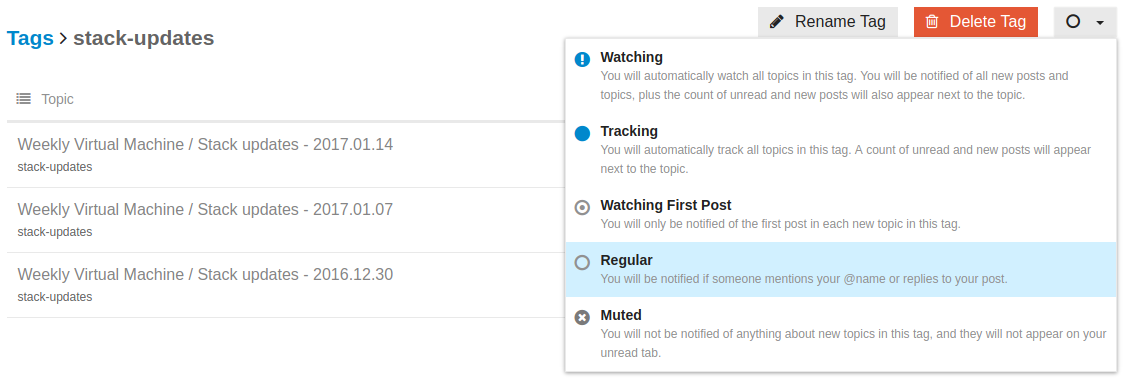 Rename Tag
Delete Tag
Tags > stack-updates
Topic
Weekly Virtual Machine / Stack updates - 2017.01.14
stack-updates
Weekly Virtual Machine / Stack updates - 2017.01.07
stack-updates
Weekly Virtual Machine / Stack updates - 2016.12.30
stack-updates
Watching
You will automatically watch all topics in this tag. You will be notified of all new posts and
topics, plus the count of unread and new posts will also appear next to the topic.
Tracking
You will automatically track all topics in this tag. A count of unread and new posts will appear
next to the topic.
Watching First Post
You will only be notified of the first post in each new topic in this tag.
Regular
You will be notified if someone mentions your @name or replies to your post.
Muted
You will not be notified of anything about new topics in this tag, and they will not appear on your
unread tab.